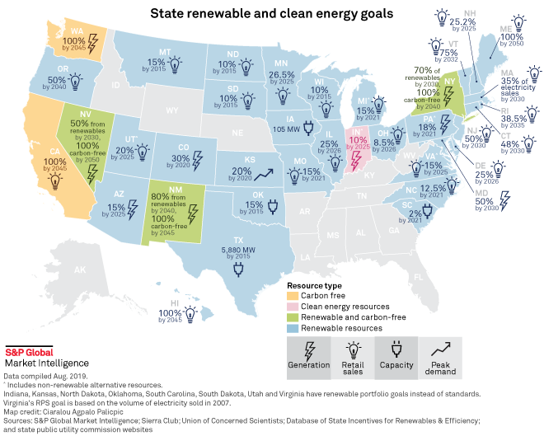 State renewable and clean energy goals
WA
100%
by 2045
OR
50%
by 2040
CA
100%
by 2045
NV
50% from
renewables
by 2030,
100%
carbon-free
by 2050
ID
MT
15%
by 2015
WY
UT*
20%
by 2025
AZ
15%
by 2025
CO
30%
by 2020
NM
80% from
renewables
by 2040,
100%
carbon-free
by 2045
ND
10%
by 2015
SD
10%
by 2015
NE
KS
20%
by 2020
OK
15%
by 2015
TX
5,880 MW
by 2015
MN
26.5%
by 2025
IA
105 MW
MO
15%
by 2021
AR
LA
WI
10%
by 2015
IL
25%
by 2025
MI
15%
by 2021
IN*
10%
by 2025
OH
8.5%
by 2026
KY
TN
MS
AL
GA
FL
SC
2%
by 2021
NC
12.5%
by 2021
VA
15%
by 2025
WV
PA
18%
by 2021
NY
70% of
renewables
by 2030,
100%
carbon-free
by 2040
VT
75%
by 2032
NH
25.2%
by 2025
ME
100%
by 2050
MA
35% of
electricity
sales
by 2030
RI
38.5%
by 2035
CT
48%
by 2030
NJ
50%
by 2030
DE
25%
by 2026
MD
50%
by 2030
AK
HI
100%
by 2045
Resource type
Carbon free
Clean energy resources
Renewable and carbon-free
Renewable resources
Generation
Retail
sales
Capacity
Peak
demand
S&P Global
Market Intelligence
Data compiled Aug. 2019.
* Includes non-renewable alternative resources.
Indiana, Kansas, North Dakota, Oklahoma, South Carolina, South Dakota, Utah and Virginia have renewable portfolio goals instead of standards.
Virginia's RPS goal is based on the volume of electricity sold in 2007.
Map credit: Ciaralou Agpalo Palicpic
Sources: S&P Global Market Intelligence; Sierra Club; Union of Concerned Scientists; Database of State Incentives for Renewables & Efficiency;
and state public utility commission websites